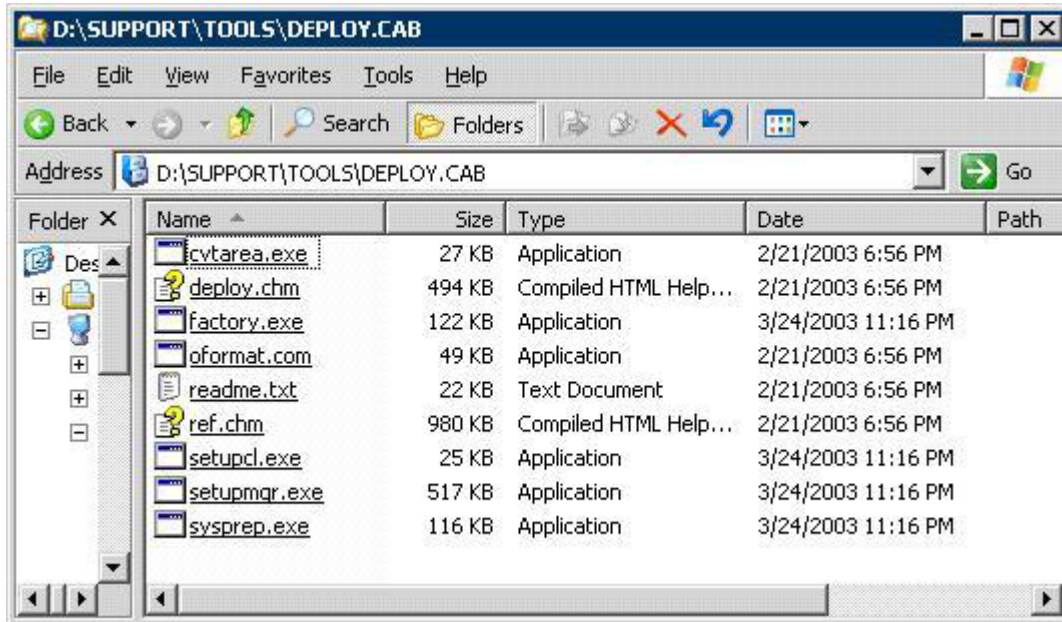 D:\SUPPORT\TOOLS\DEPLOY.CAB
File Edit View Favorites Tools Help
Back Search Folders
Address D:\SUPPORT\TOOLS\DEPLOY.CAB Go
Folder Name Size Type Date Path
Des
cvtarea.exe 27 KB Application 2/21/2003 6:56 PM
deploy.chm 494 KB Compiled HTML Help... 2/21/2003 6:56 PM
factory.exe 122 KB Application 3/24/2003 11:16 PM
oformat.com 49 KB Application 2/21/2003 6:56 PM
readme.txt 22 KB Text Document 2/21/2003 6:56 PM
ref.chm 980 KB Compiled HTML Help... 2/21/2003 6:56 PM
setupcl.exe 25 KB Application 3/24/2003 11:16 PM
setupmgr.exe 517 KB Application 3/24/2003 11:16 PM
sysprep.exe 116 KB Application 3/24/2003 11:16 PM